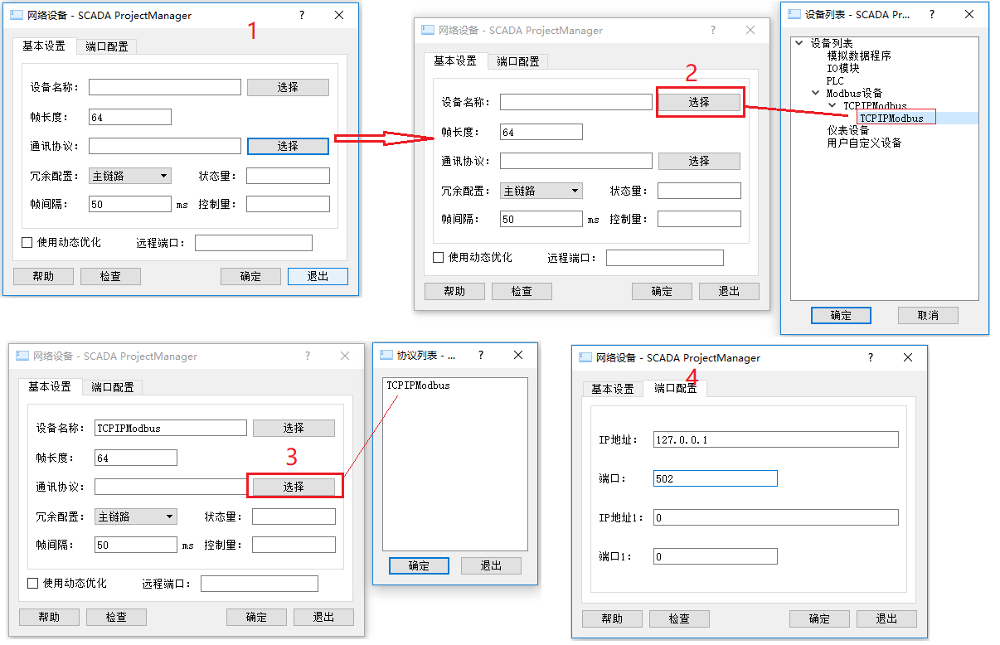 网络设备 - SCADA ProjectManager
?
1
基本设置 端口配置
设备名称: 选择
帧长度: 64
通讯协议: 选择
冗余配置: 主链路 状态量:
帧间隔: 50 ms 控制量:
使用动态优化 远程端口:
帮助 检查 确定 退出
网络设备 - SCADA ProjectManager
?
基本设置 端口配置
2
设备名称: 选择
帧长度: 64
通讯协议: 选择
冗余配置: 主链路 状态量:
帧间隔: 50 ms 控制量:
使用动态优化 远程端口:
帮助 检查 确定 退出
设备列表 - SCADA Pr...
?
设备列表
模拟数据程序
IO模块
PLC
Modbus设备
TCPIPModbus
TCPIPModbus
仪表设备
用户自定义设备
确定 取消
网络设备 - SCADA ProjectManager
?
基本设置 端口配置
设备名称: TCPIPModbus 选择
帧长度: 64
3
通讯协议: 选择
冗余配置: 主链路 状态量:
帧间隔: 50 ms 控制量:
使用动态优化 远程端口:
帮助 检查 确定 退出
协议列表 - ...
?
TCPIPModbus
确定 退出
网络设备 - SCADA ProjectManager
?
4
基本设置 端口配置
IP地址: 127.0.0.1
端口: 502
IP地址1: 0
端口1: 0
帮助 检查 确定 退出